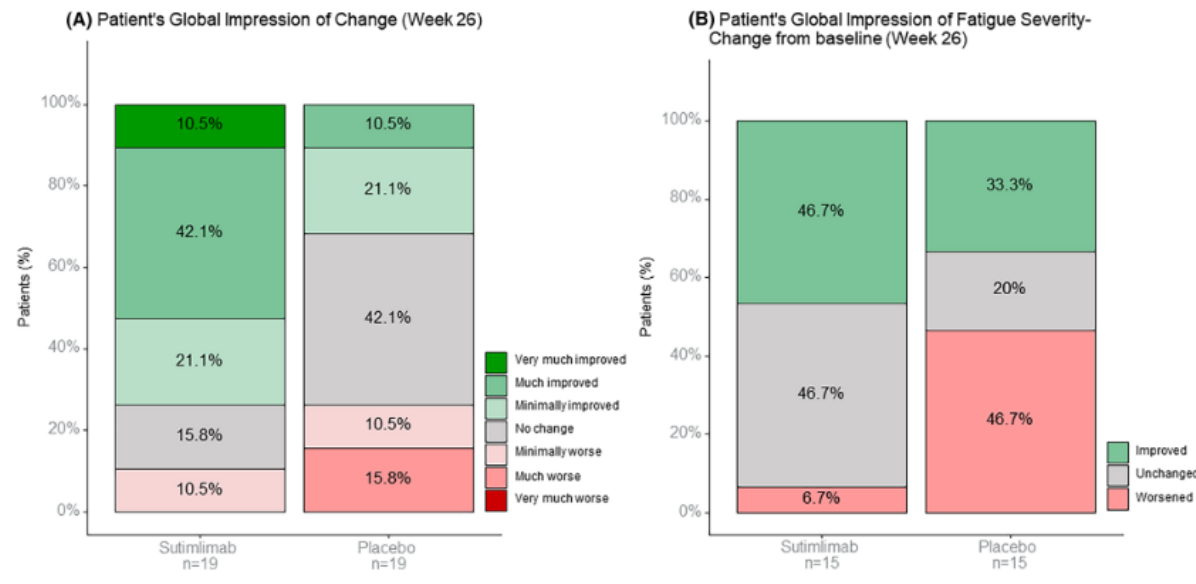 (A) Patient's Global Impression of Change (Week 26)
Patients (%)
100%
80%
60%
40%
20%
0%
10.5%
42.1%
21.1%
15.8%
10.5%
10.5%
21.1%
42.1%
10.5%
15.8%
Sutimlimab
n=19
Placebo
n=19
Very much improved
Much improved
Minimally improved
No change
Minimally worse
Much worse
Very much worse
(B) Patient's Global Impression of Fatigue Severity-
Change from baseline (Week 26)
Patients (%)
100%
80%
60%
40%
20%
0%
46.7%
46.7%
6.7%
33.3%
20%
46.7%
Sutimlimab
n=15
Placebo
n=15
Improved
Unchanged
Worsened